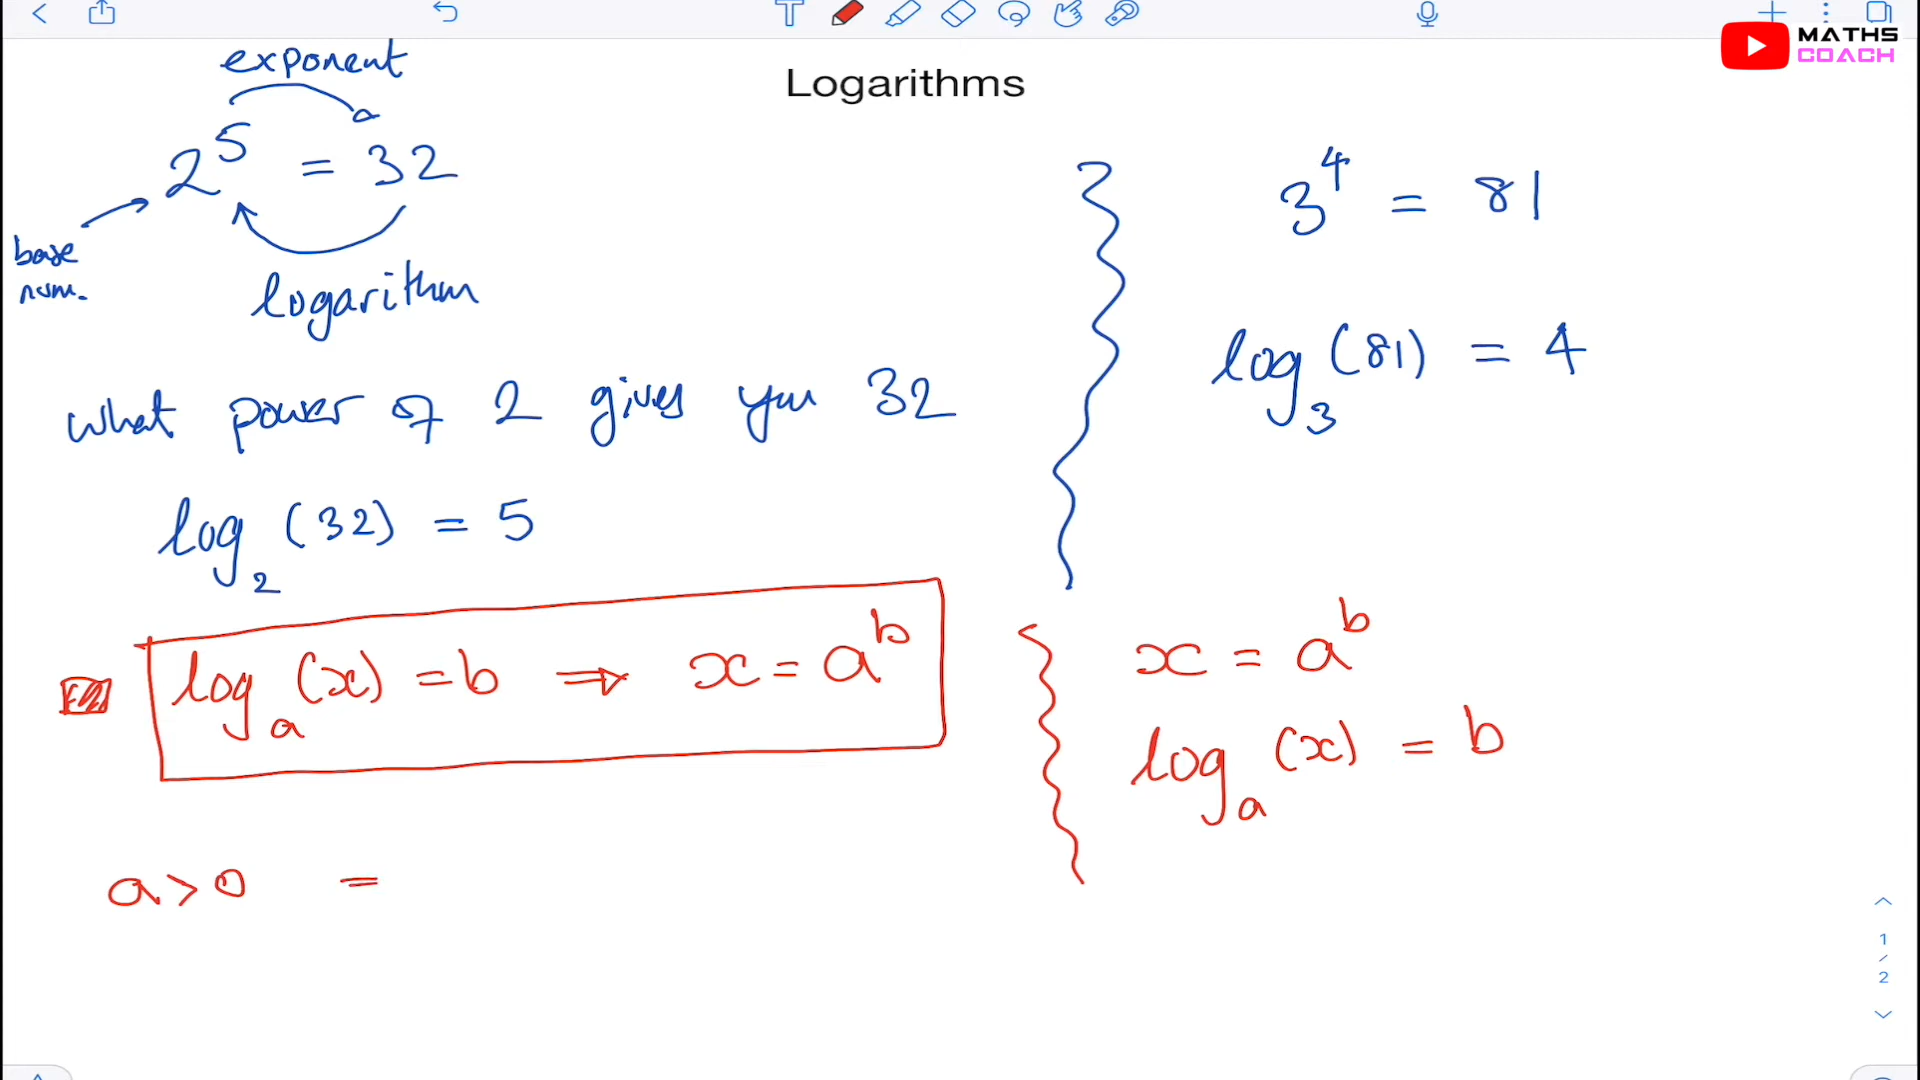 MATHS
COACH
Logarithms
exponent
2^5 = 32
base
num.
logarithm
What power of 2 gives you 32
log_2 (32) = 5
3^4 = 81
log_3 (81) = 4
log_a (x) = b ⇒ x = a^b
x = a^b
log_a (x) = b
a > 0 =
1
/
2